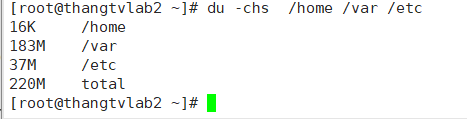 [root@thangtvlab2 ~]# du -chs  /home /var /etc
16K     /home
183M    /var
37M     /etc
220M    total
[root@thangtvlab2 ~]#